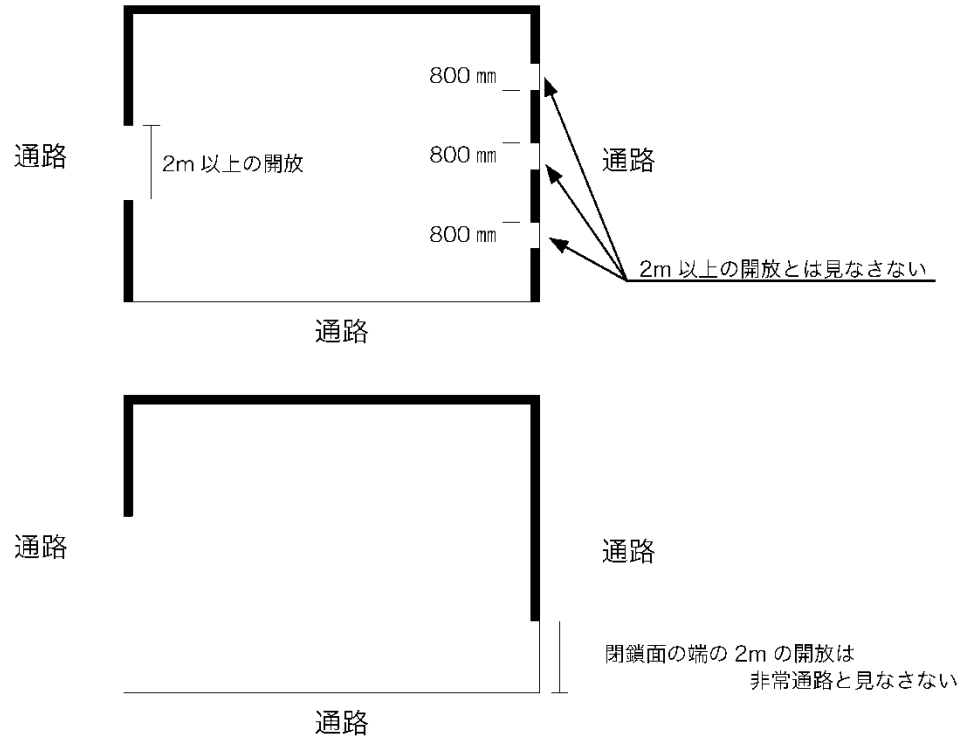 800 ㎜
通路
2m 以上の開放
800 ㎜
通路
800 ㎜
2m 以上の開放とは見なさない
通路
通路
通路
閉鎖面の端の 2m の開放は
非常通路と見なさない
通路